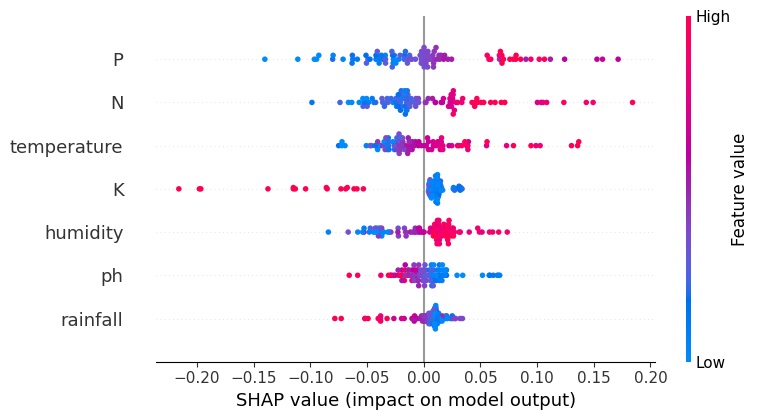 High
P
N
temperature
K
humidity
ph
rainfall
Feature value
Low
−0.20 −0.15 −0.10 −0.05 0.00 0.05 0.10 0.15 0.20
SHAP value (impact on model output)